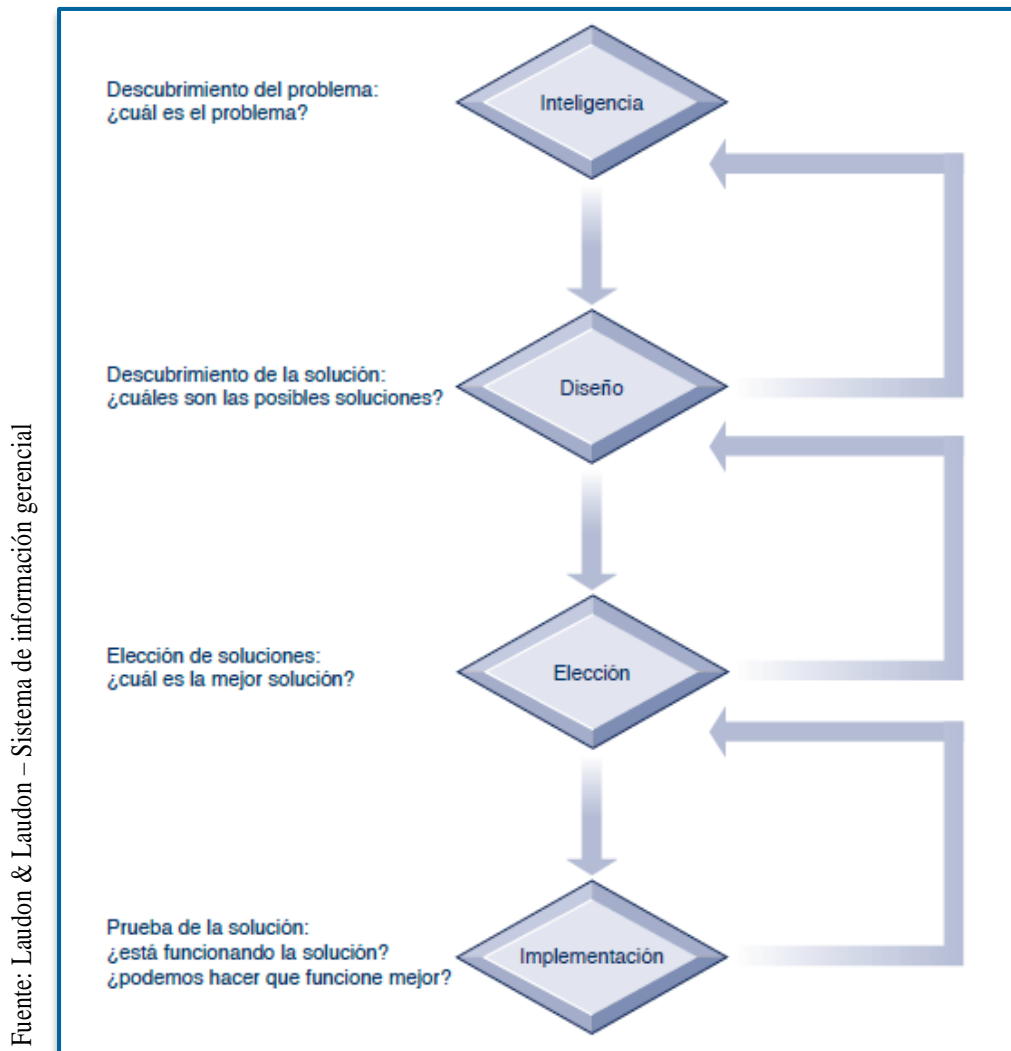 Descubrimiento del problema:
¿cuál es el problema?
Inteligencia
Descubrimiento de la solución:
¿cuáles son las posibles soluciones?
Diseño
Elección de soluciones:
¿cuál es la mejor solución?
Elección
Prueba de la solución:
¿está funcionando la solución?
¿podemos hacer que funcione mejor?
Implementación
Fuente: Laudon & Laudon – Sistema de información gerencial